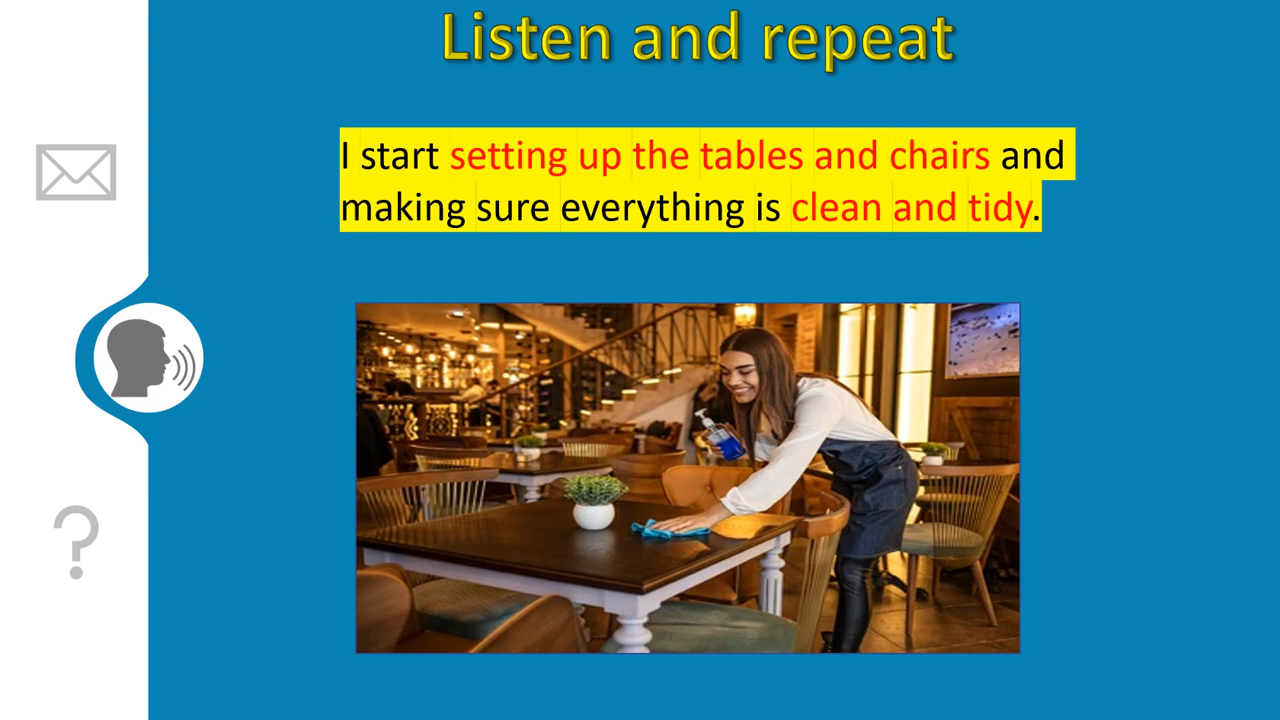 Listen and repeat
I start setting up the tables and chairs and
making sure everything is clean and tidy.